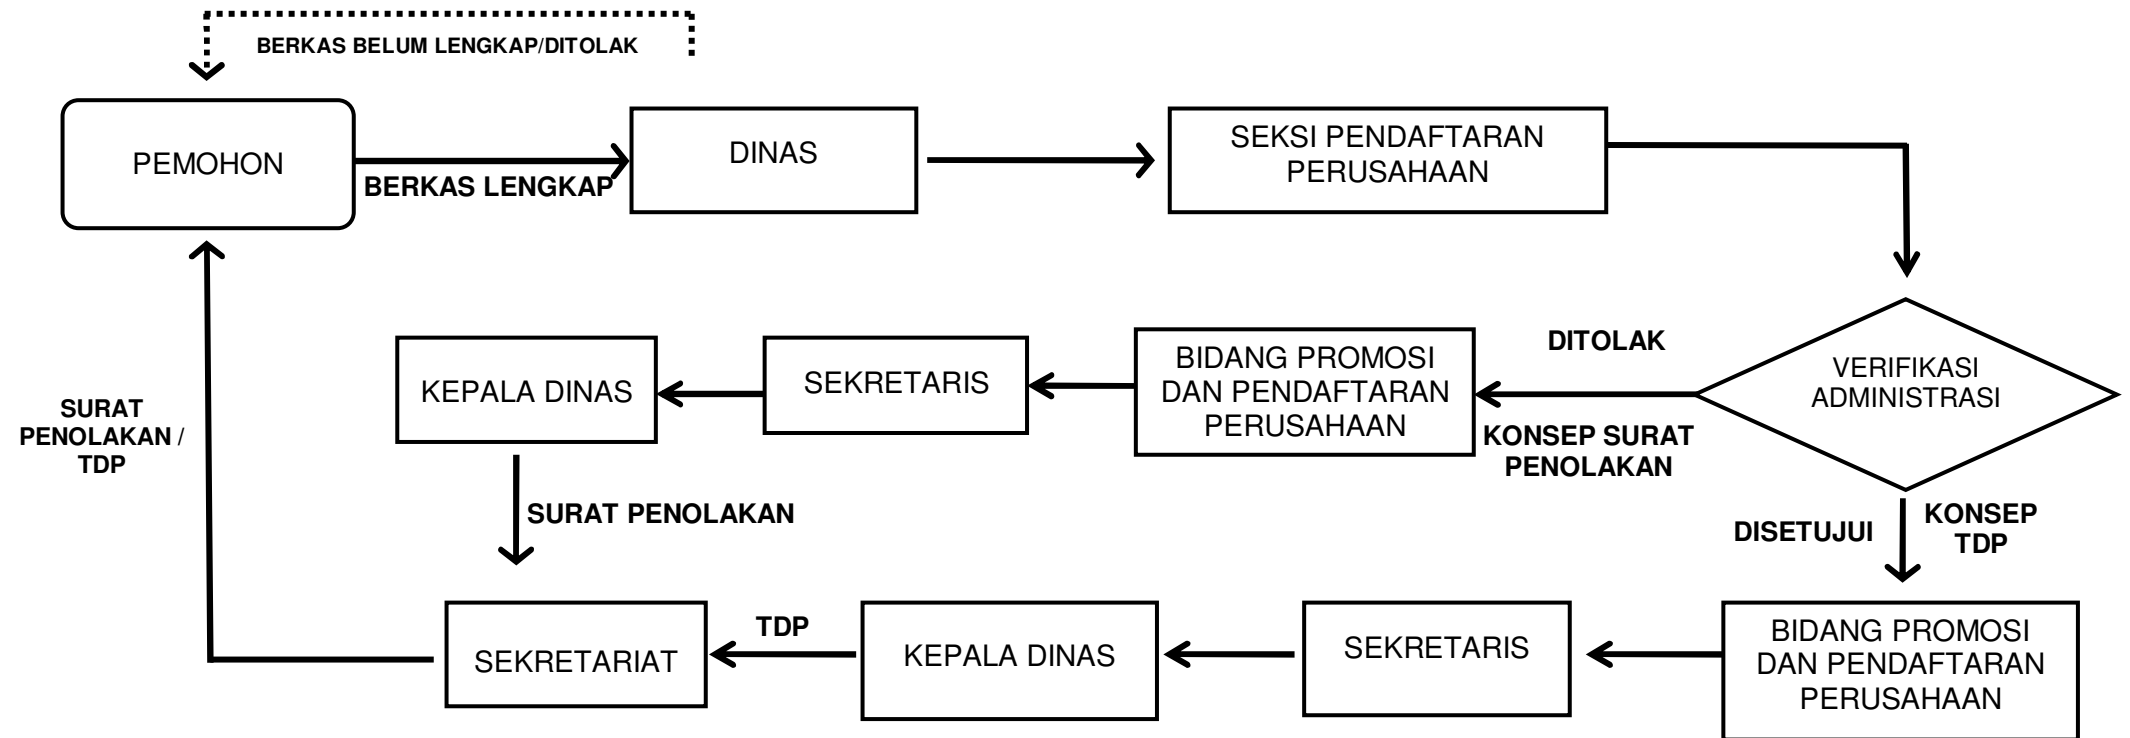 BERKAS BELUM LENGKAP/DITOLAK
PEMOHON
BERKAS LENGKAP
DINAS
SEKSI PENDAFTARAN
PERUSAHAAN
VERIFIKASI
ADMINISTRASI
DITOLAK
KONSEP SURAT
PENOLAKAN
BIDANG PROMOSI
DAN PENDAFTARAN
PERUSAHAAN
SEKRETARIS
KEPALA DINAS
SURAT PENOLAKAN
DISETUJUI
KONSEP
TDP
BIDANG PROMOSI
DAN PENDAFTARAN
PERUSAHAAN
SEKRETARIS
KEPALA DINAS
TDP
SEKRETARIAT
SURAT
PENOLAKAN /
TDP